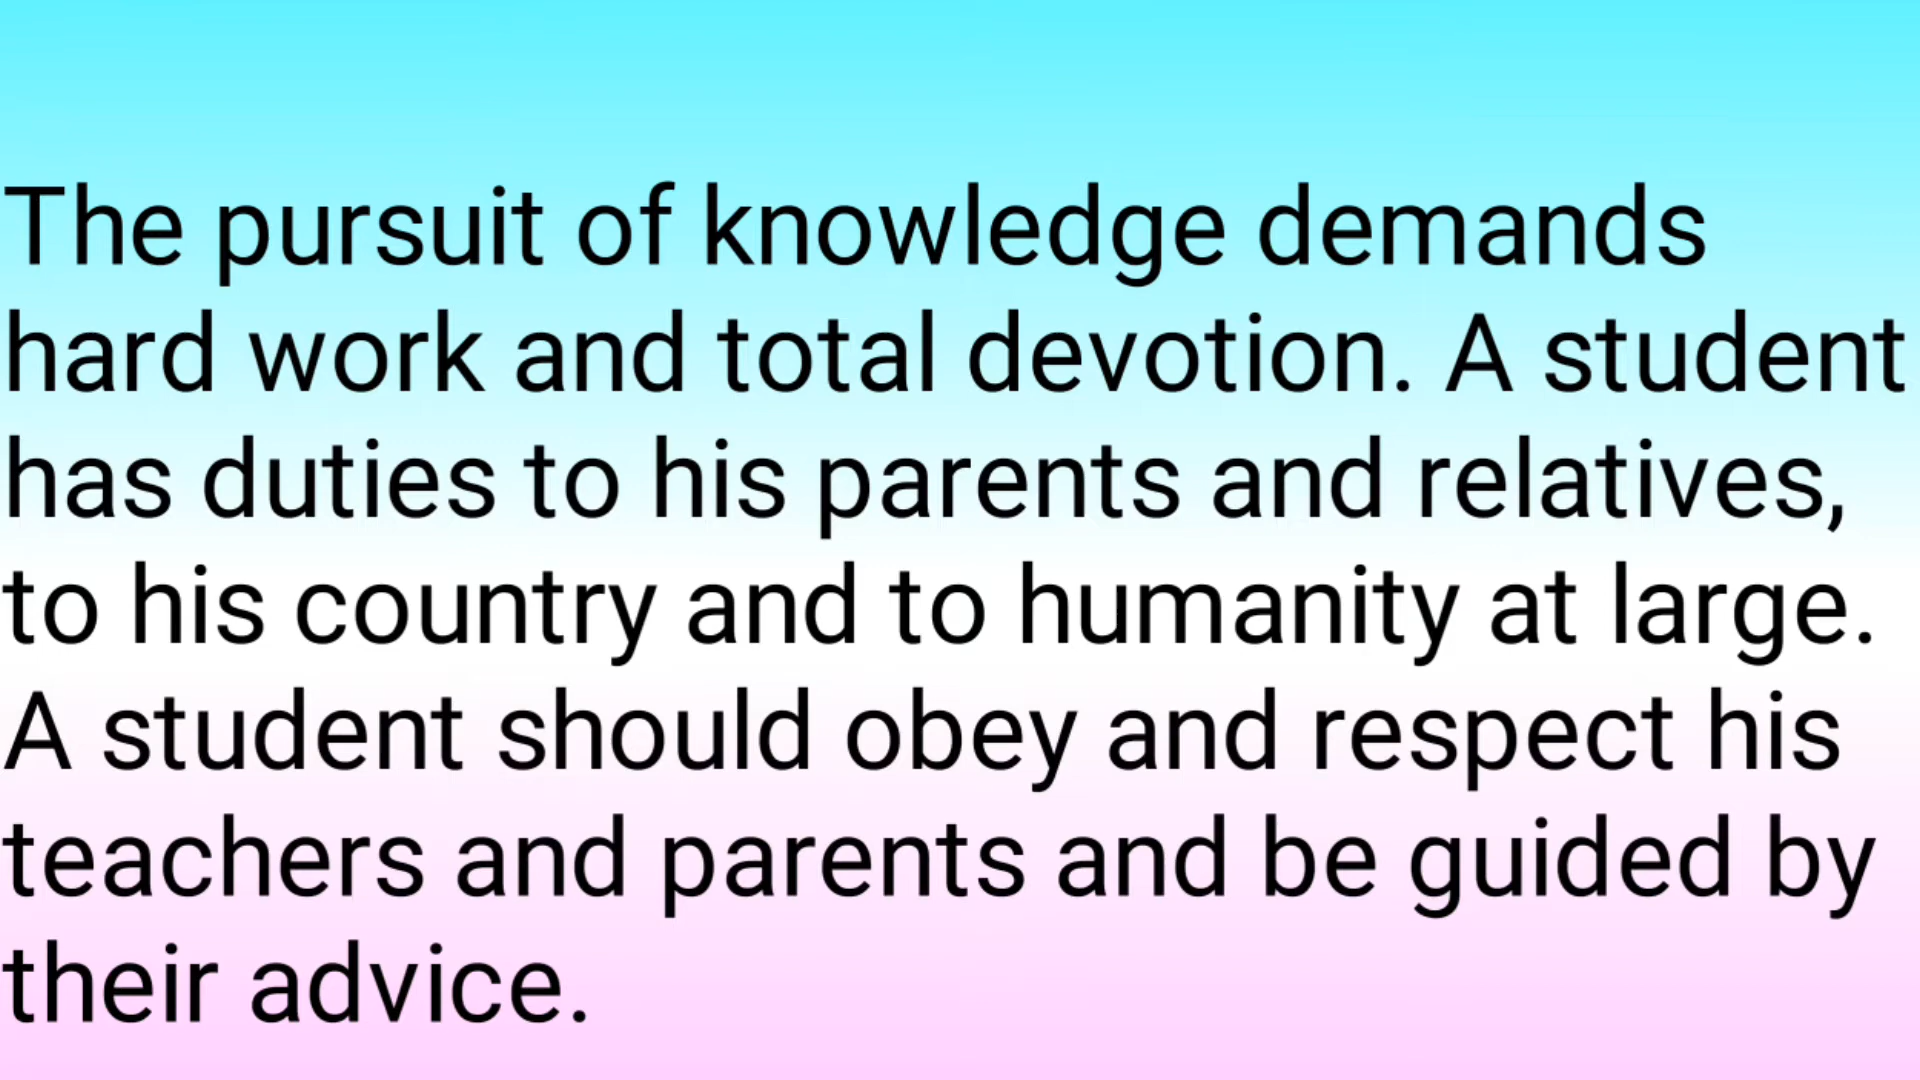 The pursuit of knowledge demands
hard work and total devotion. A student
has duties to his parents and relatives,
to his country and to humanity at large.
A student should obey and respect his
teachers and parents and be guided by
their advice.